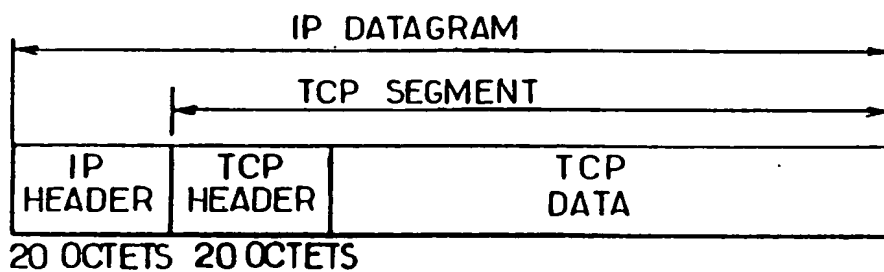 IP DATAGRAM
TCP SEGMENT
IP HEADER
TCP HEADER
TCP DATA
20 OCTETS 20 OCTETS